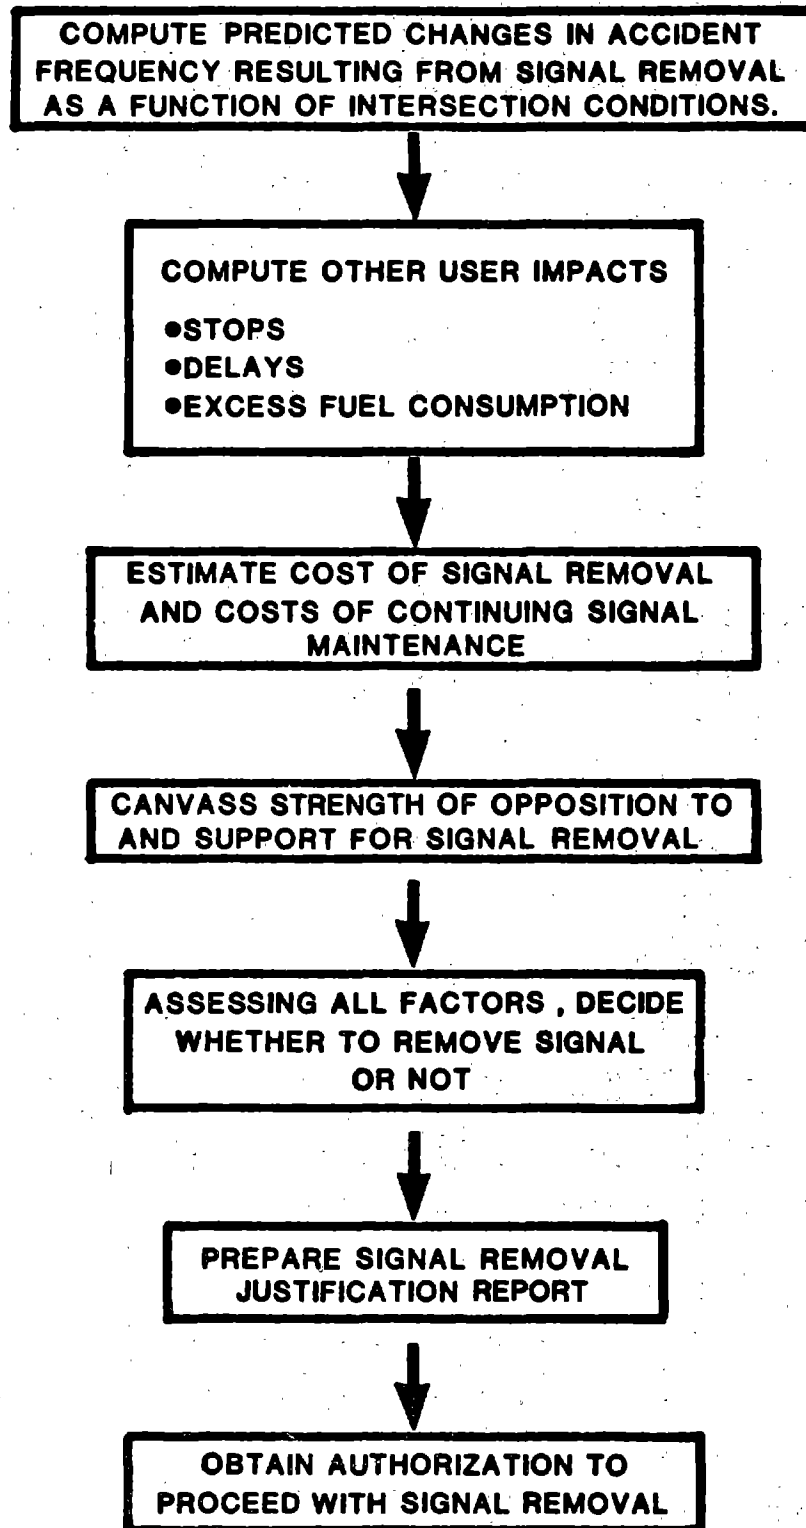 COMPUTE PREDICTED CHANGES IN ACCIDENT
FREQUENCY RESULTING FROM SIGNAL REMOVAL
AS A FUNCTION OF INTERSECTION CONDITIONS.
COMPUTE OTHER USER IMPACTS
●STOPS
●DELAYS
●EXCESS FUEL CONSUMPTION
ESTIMATE COST OF SIGNAL REMOVAL
AND COSTS OF CONTINUING SIGNAL
MAINTENANCE
CANVASS STRENGTH OF OPPOSITION TO
AND SUPPORT FOR SIGNAL REMOVAL
ASSESSING ALL FACTORS , DECIDE
WHETHER TO REMOVE SIGNAL
OR NOT
PREPARE SIGNAL REMOVAL
JUSTIFICATION REPORT
OBTAIN AUTHORIZATION TO
PROCEED WITH SIGNAL REMOVAL